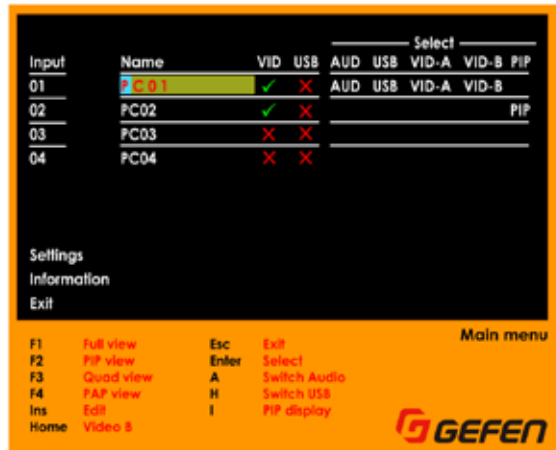 Select
Input Name VID USB AUD USB VID-A VID-B PIP
01 PC01 ✓ ✕ AUD USB VID-A VID-B
02 PC02 ✓ ✕ PIP
03 PC03 ✕ ✕
04 PC04 ✕ ✕
Settings
Information
Exit
Main menu
F1 Full view Esc Exit
F2 PIP view Enter Select
F3 Quad view A Switch Audio
F4 PAP view H Switch USB
Ins Edit I PIP display
Home Video B
GEFEN